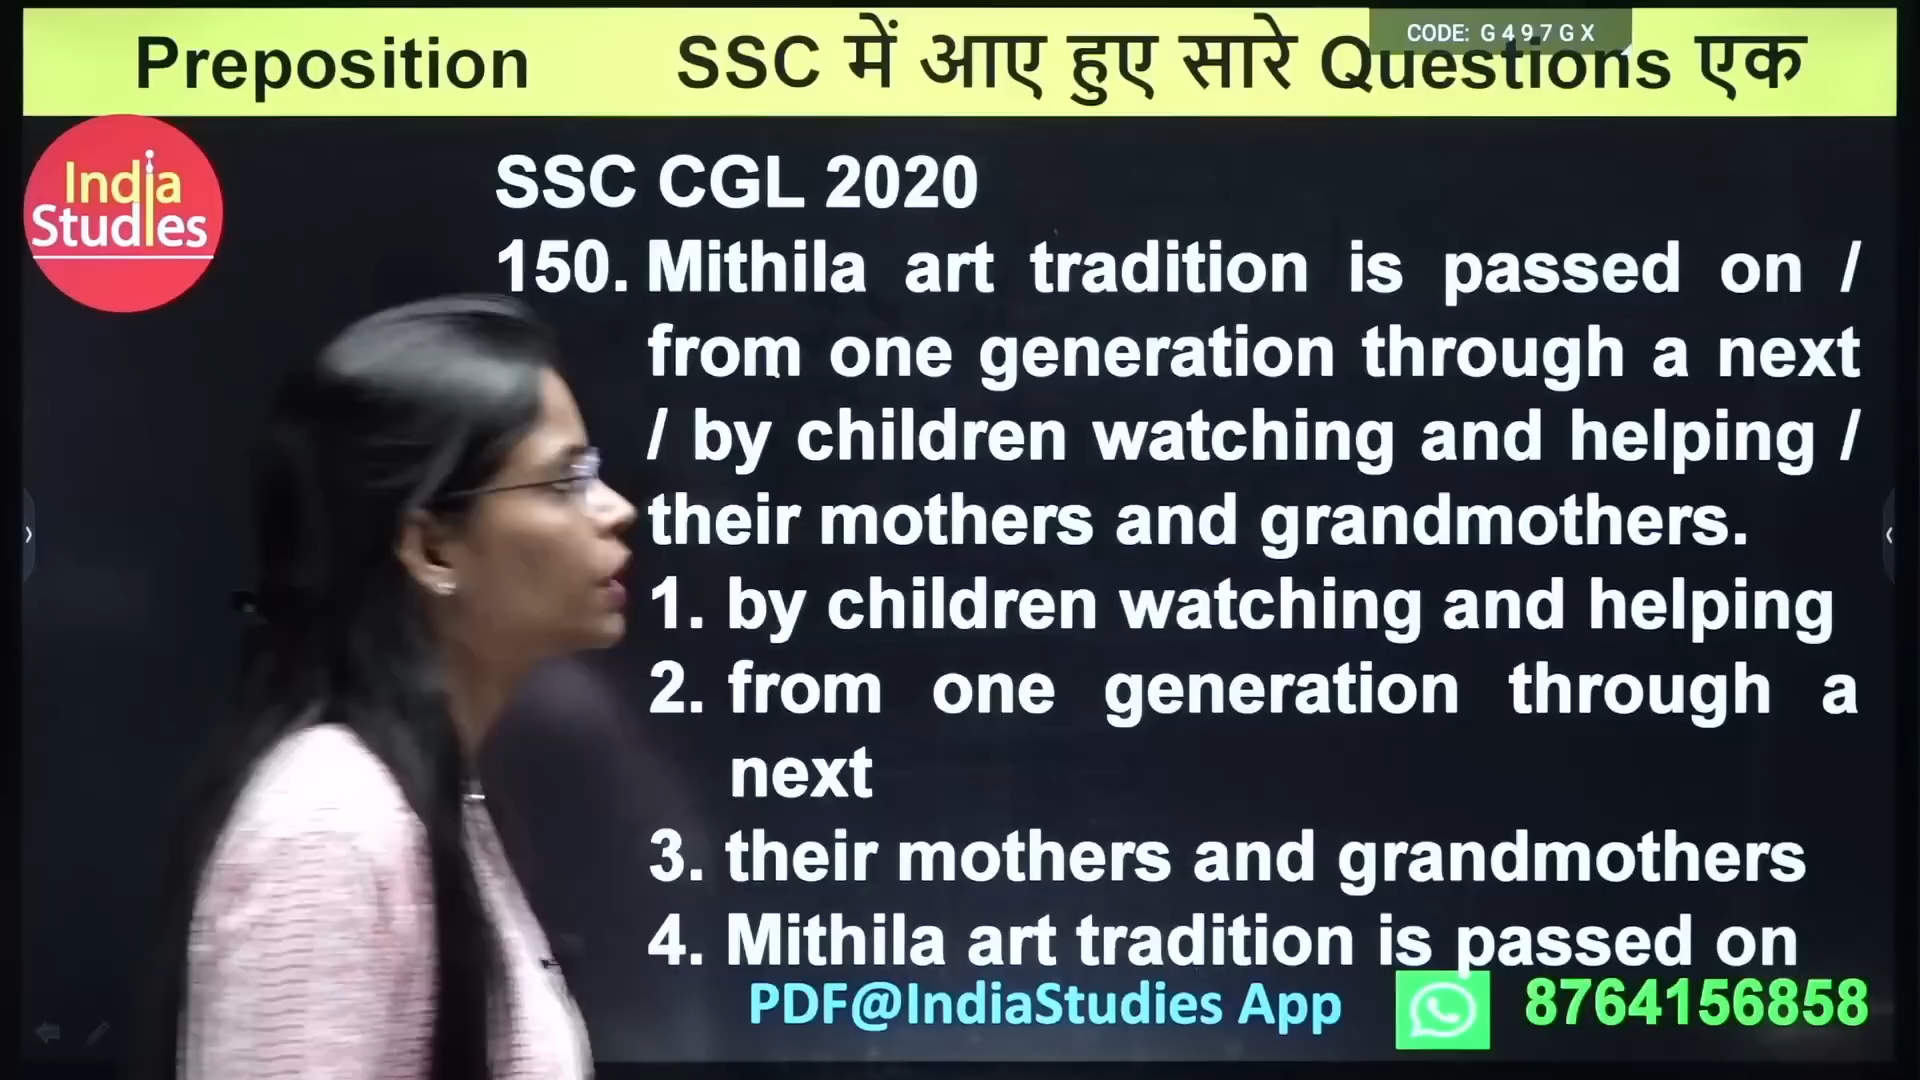 CODE: G 4 9 7 G X
Preposition SSC में आए हुए सारे Questions एक
India
Studies
SSC CGL 2020
150. Mithila art tradition is passed on /
from one generation through a next
/ by children watching and helping /
their mothers and grandmothers.
1. by children watching and helping
2. from one generation through a
next
3. their mothers and grandmothers
4. Mithila art tradition is passed on
PDF@IndiaStudies App 8764156858